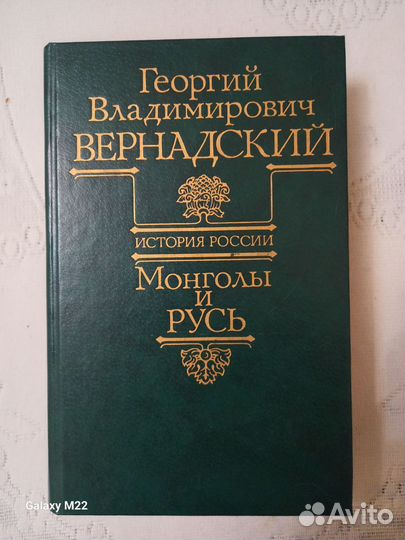 Георгий
Владимирович
ВЕРНАДСКИЙ
ИСТОРИЯ РОССИИ
Монголы
и
РУСЬ
Galaxy M22
Avito